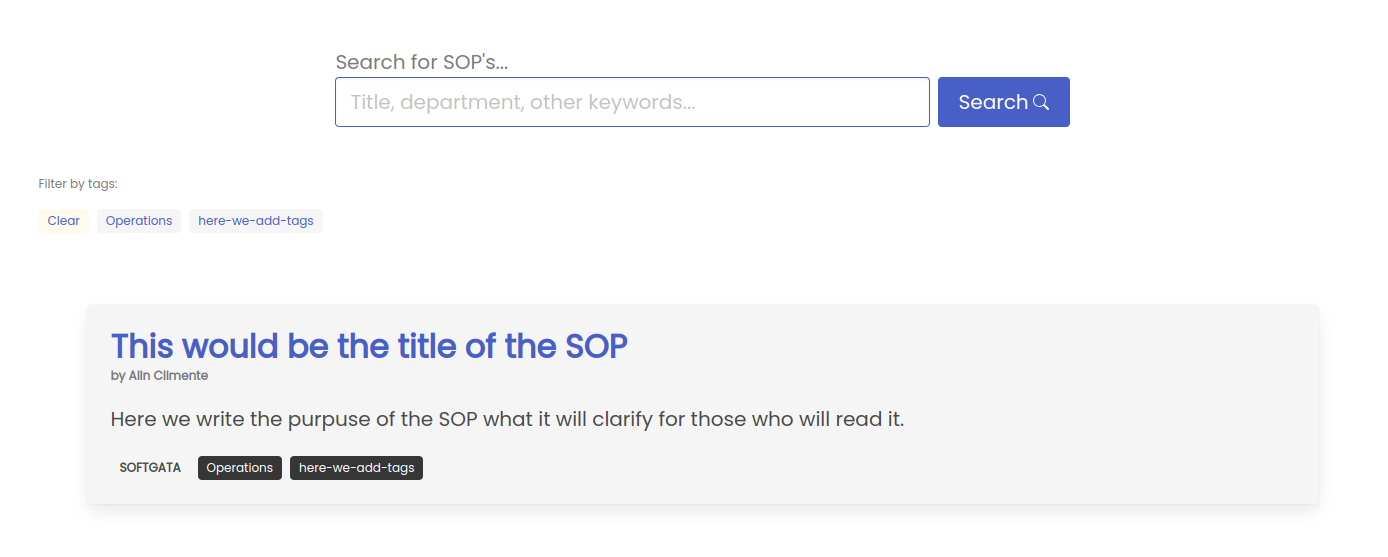 Search for SOP's...
Title, department, other keywords...
Search
Filter by tags:
Clear Operations here-we-add-tags
This would be the title of the SOP
by Alin Climente
Here we write the purpuse of the SOP what it will clarify for those who will read it.
SOFTGATA Operations here-we-add-tags